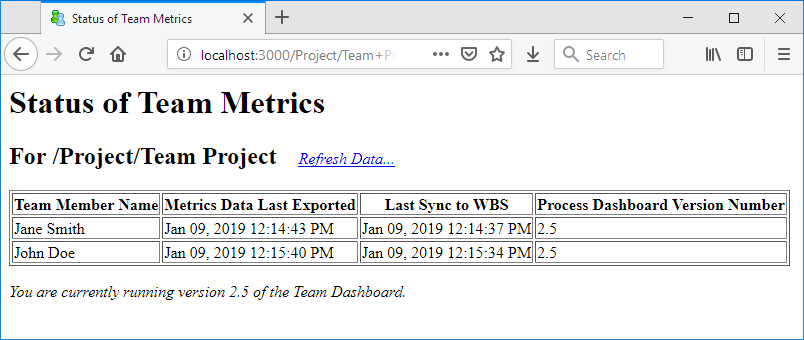 Status of Team Metrics
localhost:3000/Project/Team+
Search
Status of Team Metrics
For /Project/Team Project Refresh Data...
Team Member Name Metrics Data Last Exported Last Sync to WBS Process Dashboard Version Number
Jane Smith Jan 09, 2019 12:14:43 PM Jan 09, 2019 12:14:37 PM 2.5
John Doe Jan 09, 2019 12:15:40 PM Jan 09, 2019 12:15:34 PM 2.5
You are currently running version 2.5 of the Team Dashboard.